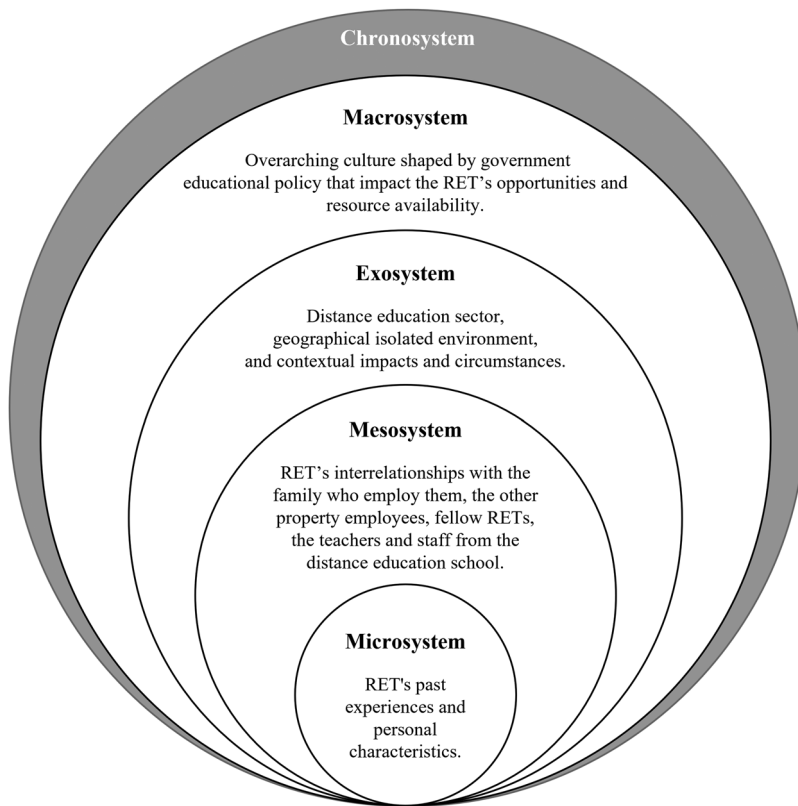 Chronosystem
Macrosystem
Overarching culture shaped by government
educational policy that impact the RET’s opportunities and
resource availability.
Exosystem
Distance education sector,
geographical isolated environment,
and contextual impacts and circumstances.
Mesosystem
RET’s interrelationships with the
family who employ them, the other
property employees, fellow RETs,
the teachers and staff from the
distance education school.
Microsystem
RET's past
experiences and
personal
characteristics.